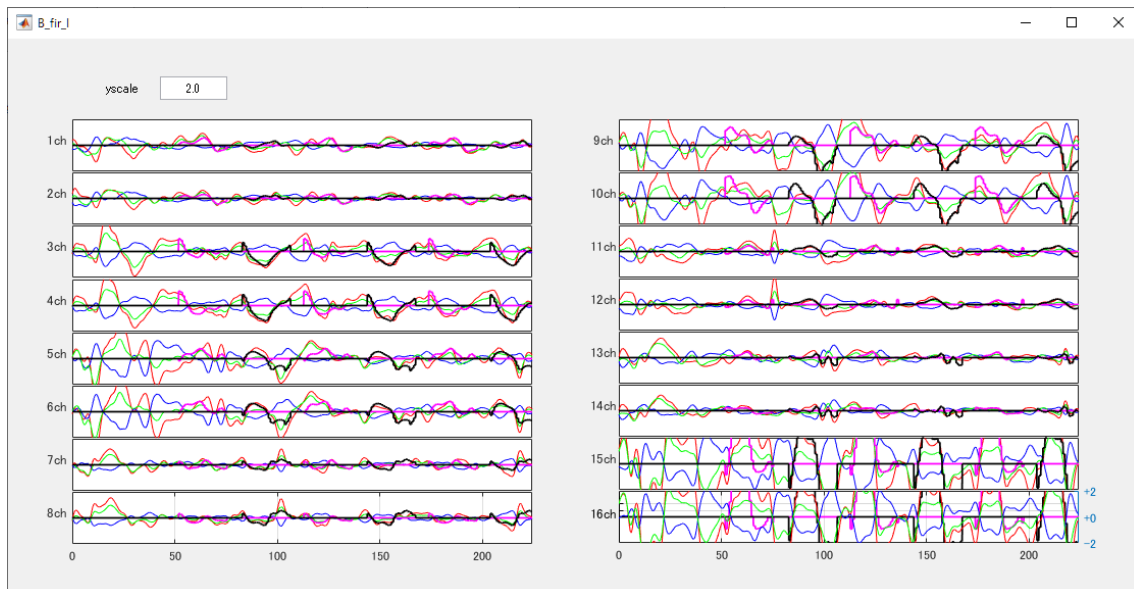 B_fir_l
yscale 2.0
1ch
2ch
3ch
4ch
5ch
6ch
7ch
8ch
0 50 100 150 200
9ch
10ch
11ch
12ch
13ch
14ch
15ch
16ch
+2
+0
-2
0 50 100 150 200